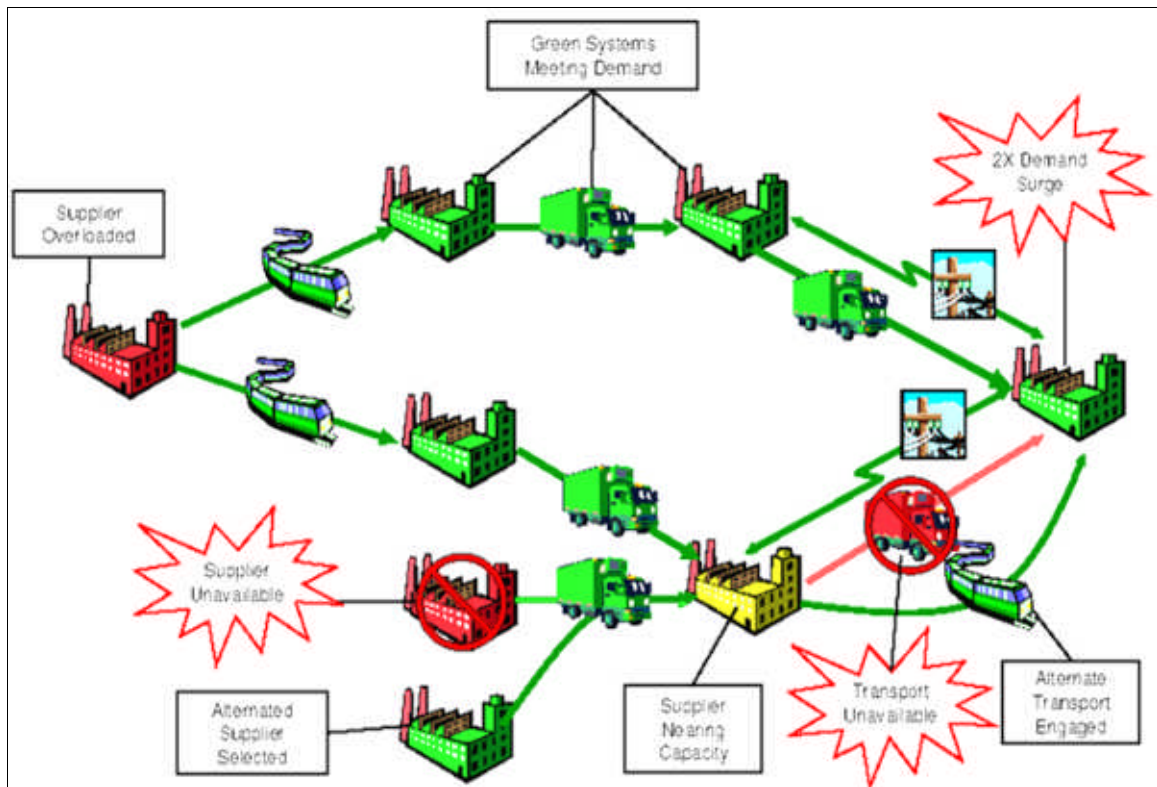 Green Systems
Meeting Demand
2X Demand
Surge
Supplier
Overloaded
Supplier
Unavailable
Alternated
Supplier
Selected
Supplier
Nearing
Capacity
Transport
Unavailable
Alternate
Transport
Engaged